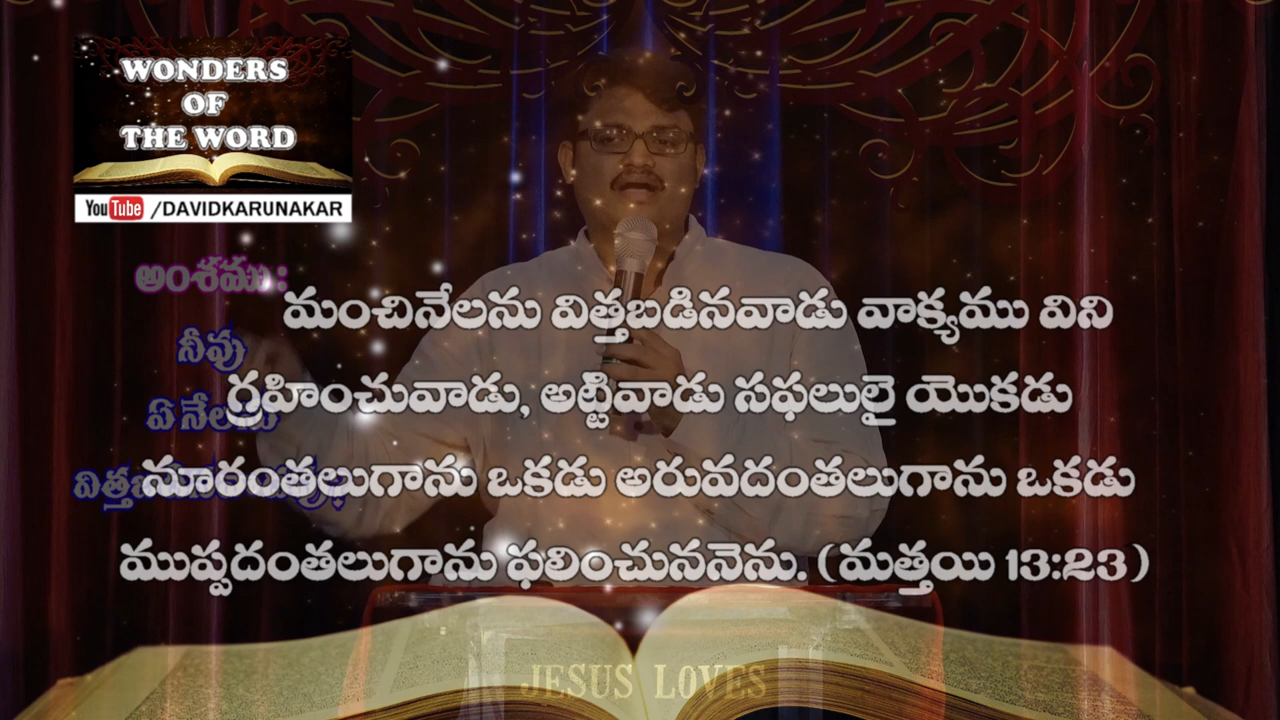 WONDERS
OF
THE WORD
YouTube /DAVIDKARUNAKAR
అంశము :
నీవు
ఏ నేలను
మంచినేలను విత్తబడినవాడు వాక్యము విని
గ్రహించువాడు, అట్టివాడు సఫలులై యొకడు
నూరంతలుగాను ఒకడు అరువదంతలుగాను ఒకడు
ముప్పదంతలుగాను ఫలించుననెను. (మత్తయి 13:23)
JESUS LOVES